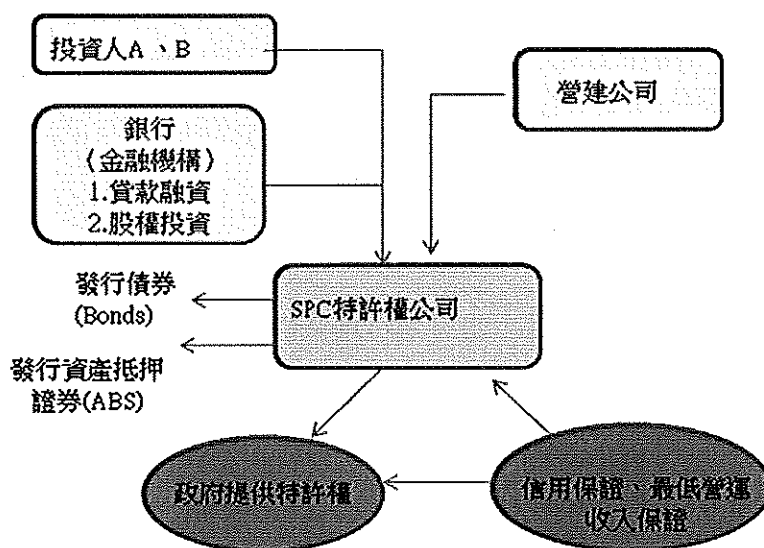 投資人A、B
營建公司
銀行
(金融機構)
1.貸款融資
2.股權投資
發行債券
(Bonds)
SPC特許權公司
發行資產抵押
證券(ABS)
政府提供特許權
信用保證、最低營運
收入保證